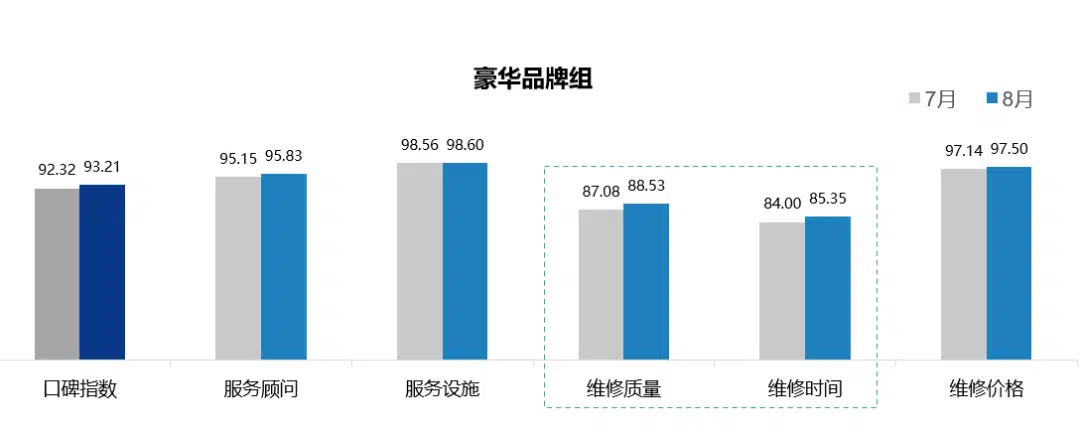 豪华品牌组
7月 8月
92.32 93.21 95.15 95.83 98.56 98.60 87.08 88.53 84.00 85.35 97.14 97.50
口碑指数 服务顾问 服务设施 维修质量 维修时间 维修价格